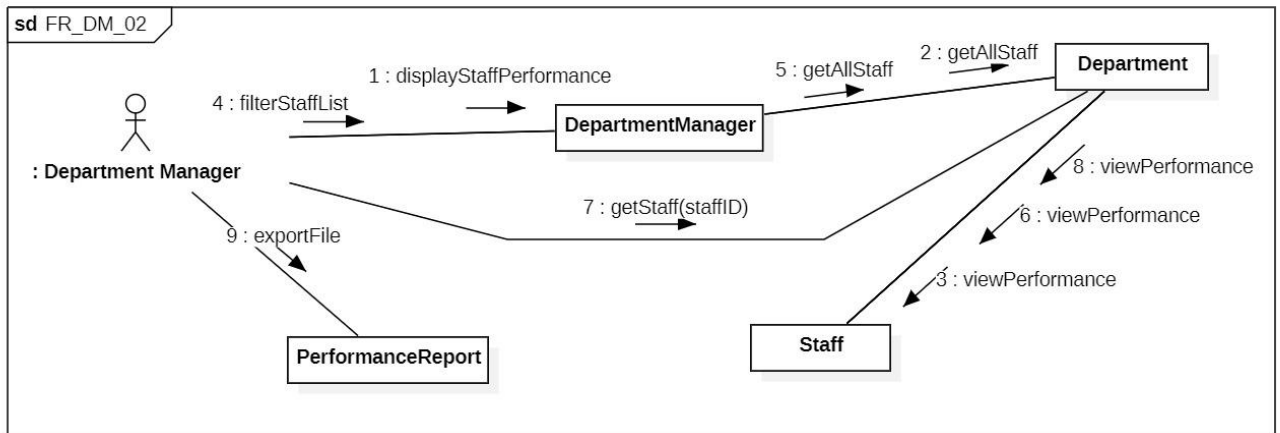 sd FR_DM_02
1 : displayStaffPerformance
4 : filterStaffList
5 : getAllStaff
2 : getAllStaff
Department
DepartmentManager
: Department Manager
8 : viewPerformance
7 : getStaff(staffID)
6 : viewPerformance
9 : exportFile
3 : viewPerformance
PerformanceReport
Staff